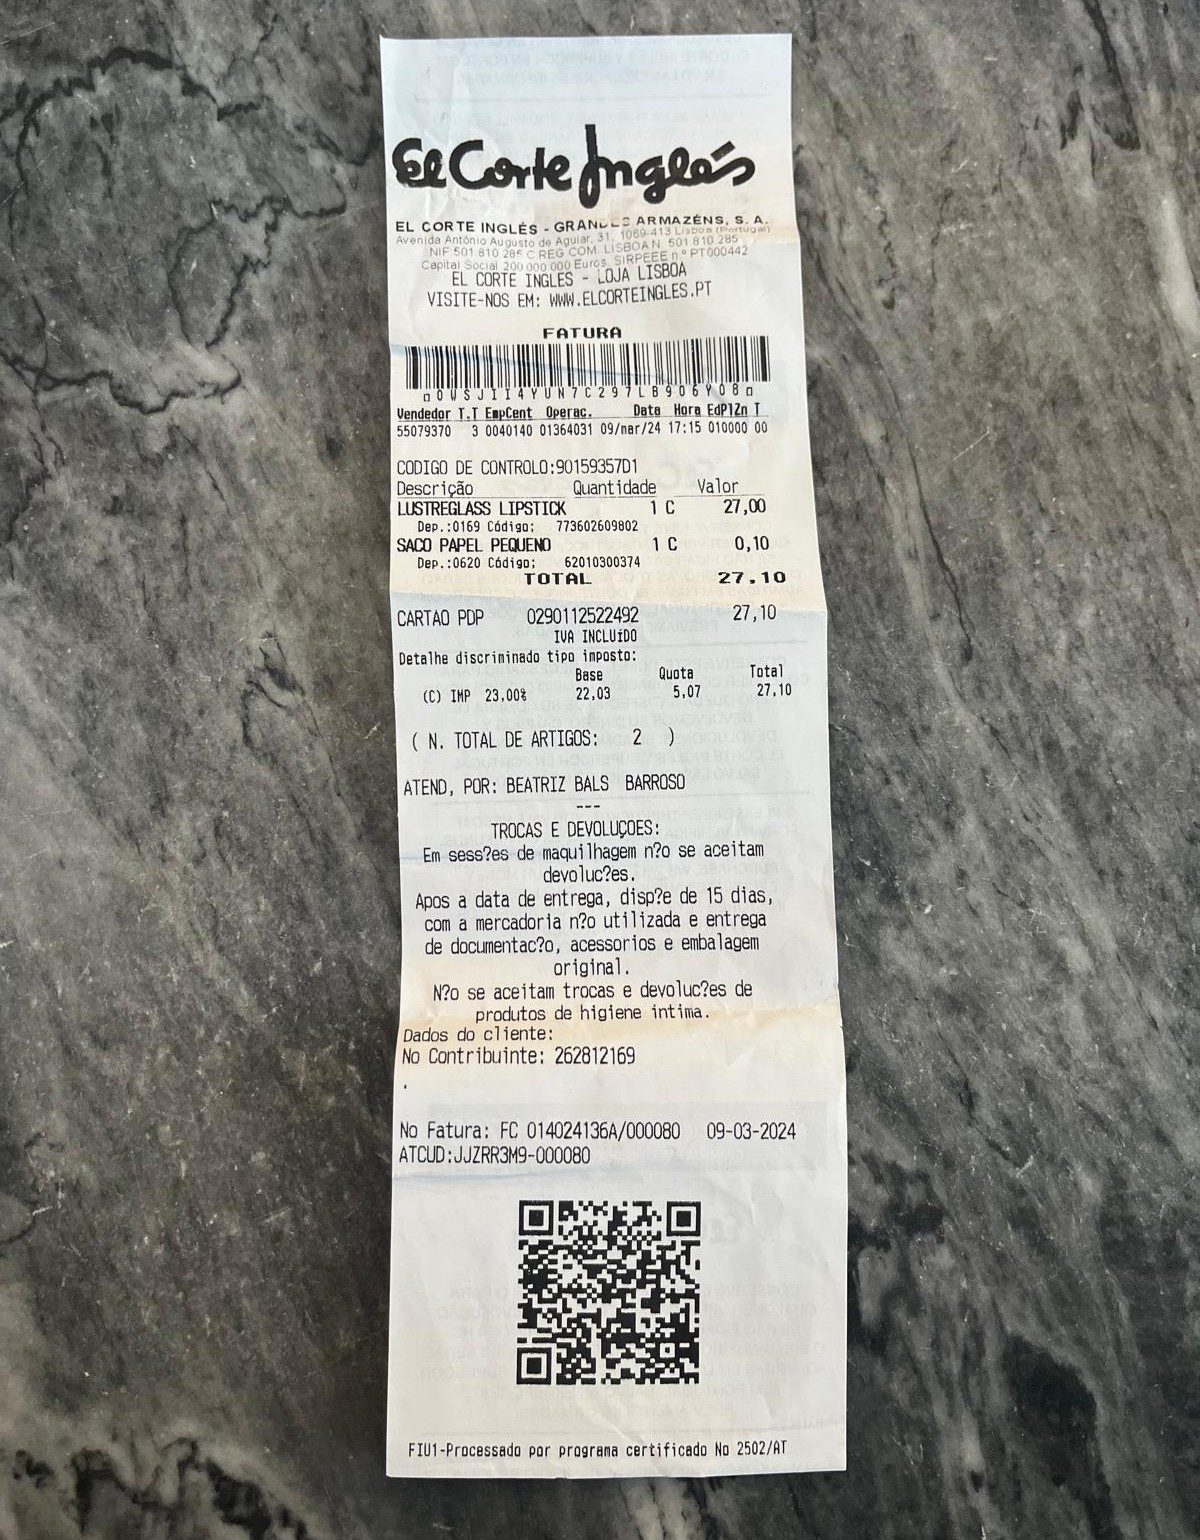 El Corte Inglés
EL CORTE INGLÉS - GRANDES ARMAZÉNS, S. A.
Avenida António Augusto de Aguiar, 31, 1069-413 Lisboa (Portugal)
NIF 501 810 285 C REG COM. LISBOA N. 501 810 285
Capital Social 200 000 000 Euros. SIRPEEE n.º PT000442
EL CORTE INGLES - LOJA LISBOA
VISITE-NOS EM: WWW.ELCORTEINGLES.PT
FATURA
0WSJII4YUN7C297LB906Y08
Vendedor T.T EmpCent Operac. Data Hora EdPlZn T
55079370 3 0040140 01364031 09/mar/24 17:15 010000 00
CODIGO DE CONTROLO:90159357D1
Descrição Quantidade Valor
LUSTREGLASS LIPSTICK 1 C 27,00
Dep.:0169 Código: 773602609802
SACO PAPEL PEQUENO 1 C 0,10
Dep.:0620 Código: 62010300374
TOTAL 27.10
CARTAO PDP 0290112522492 27,10
IVA INCLUíDO
Detalhe discriminado tipo imposto:
Base Quota Total
(C) IMP 23,00% 22,03 5,07 27,10
( N. TOTAL DE ARTIGOS: 2 )
ATEND, POR: BEATRIZ BALS BARROSO
---
TROCAS E DEVOLUÇOES:
Em sess?es de maquilhagem n?o se aceitam
devoluc?es.
Apos a data de entrega, disp?e de 15 dias,
com a mercadoria n?o utilizada e entrega
de documentac?o, acessorios e embalagem
original.
N?o se aceitam trocas e devoluc?es de
produtos de higiene intima.
Dados do cliente:
No Contribuinte: 262812169
.
No Fatura: FC 014024136A/000080 09-03-2024
ATCUD:JJZRR3M9-000080
FIU1-Processado por programa certificado No 2502/AT